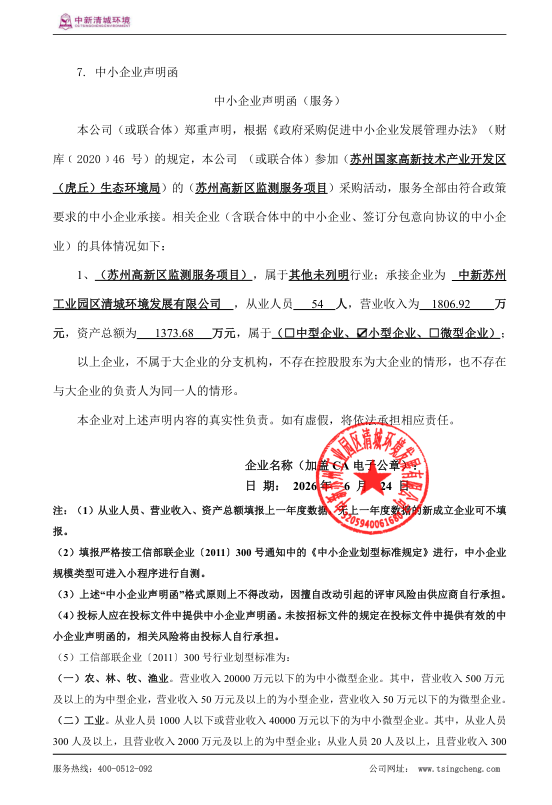 中新清城环境
7. 中小企业声明函
中小企业声明函（服务）
本公司（或联合体）郑重声明，根据《政府采购促进中小企业发展管理办法》（财
库﹝2020﹞46 号）的规定，本公司 （或联合体）参加（苏州国家高新技术产业开发区
（虎丘）生态环境局）的（苏州高新区监测服务项目）采购活动，服务全部由符合政策
要求的中小企业承接。相关企业（含联合体中的中小企业、签订分包意向协议的中小企
业）的具体情况如下：
1、（苏州高新区监测服务项目），属于其他未列明行业；承接企业为 中新苏州
工业园区清城环境发展有限公司 ，从业人员 54 人，营业收入为 1806.92 万
元，资产总额为 1373.68 万元，属于（☐中型企业、☑小型企业、☐微型企业）；
以上企业，不属于大企业的分支机构，不存在控股股东为大企业的情形，也不存在
与大企业的负责人为同一人的情形。
本企业对上述声明内容的真实性负责。如有虚假，将依法承担相应责任。
企业名称（加盖 CA 电子公章）：
日 期： 2026 年 6 月 24 日
注：（1）从业人员、营业收入、资产总额填报上一年度数据，无上一年度数据的新成立企业可不填
报。
（2）填报严格按工信部联企业〔2011〕300 号通知中的《中小企业划型标准规定》进行，中小企业
规模类型可进入小程序进行自测。
（3）上述“中小企业声明函”格式原则上不得改动，因擅自改动引起的评审风险由供应商自行承担。
（4）投标人应在投标文件中提供中小企业声明函。未按招标文件的规定在投标文件中提供有效的中
小企业声明函的，相关风险将由投标人自行承担。
（5）工信部联企业〔2011〕300 号行业划型标准为：
（一）农、林、牧、渔业。营业收入 20000 万元以下的为中小微型企业。其中，营业收入 500 万元
及以上的为中型企业，营业收入 50 万元及以上的为小型企业，营业收入 50 万元以下的为微型企业。
（二）工业。从业人员 1000 人以下或营业收入 40000 万元以下的为中小微型企业。其中，从业人员
300 人及以上，且营业收入 2000 万元及以上的为中型企业；从业人员 20 人及以上，且营业收入 300
服务热线：400-0512-092 公司网址： www.tsingcheng.com